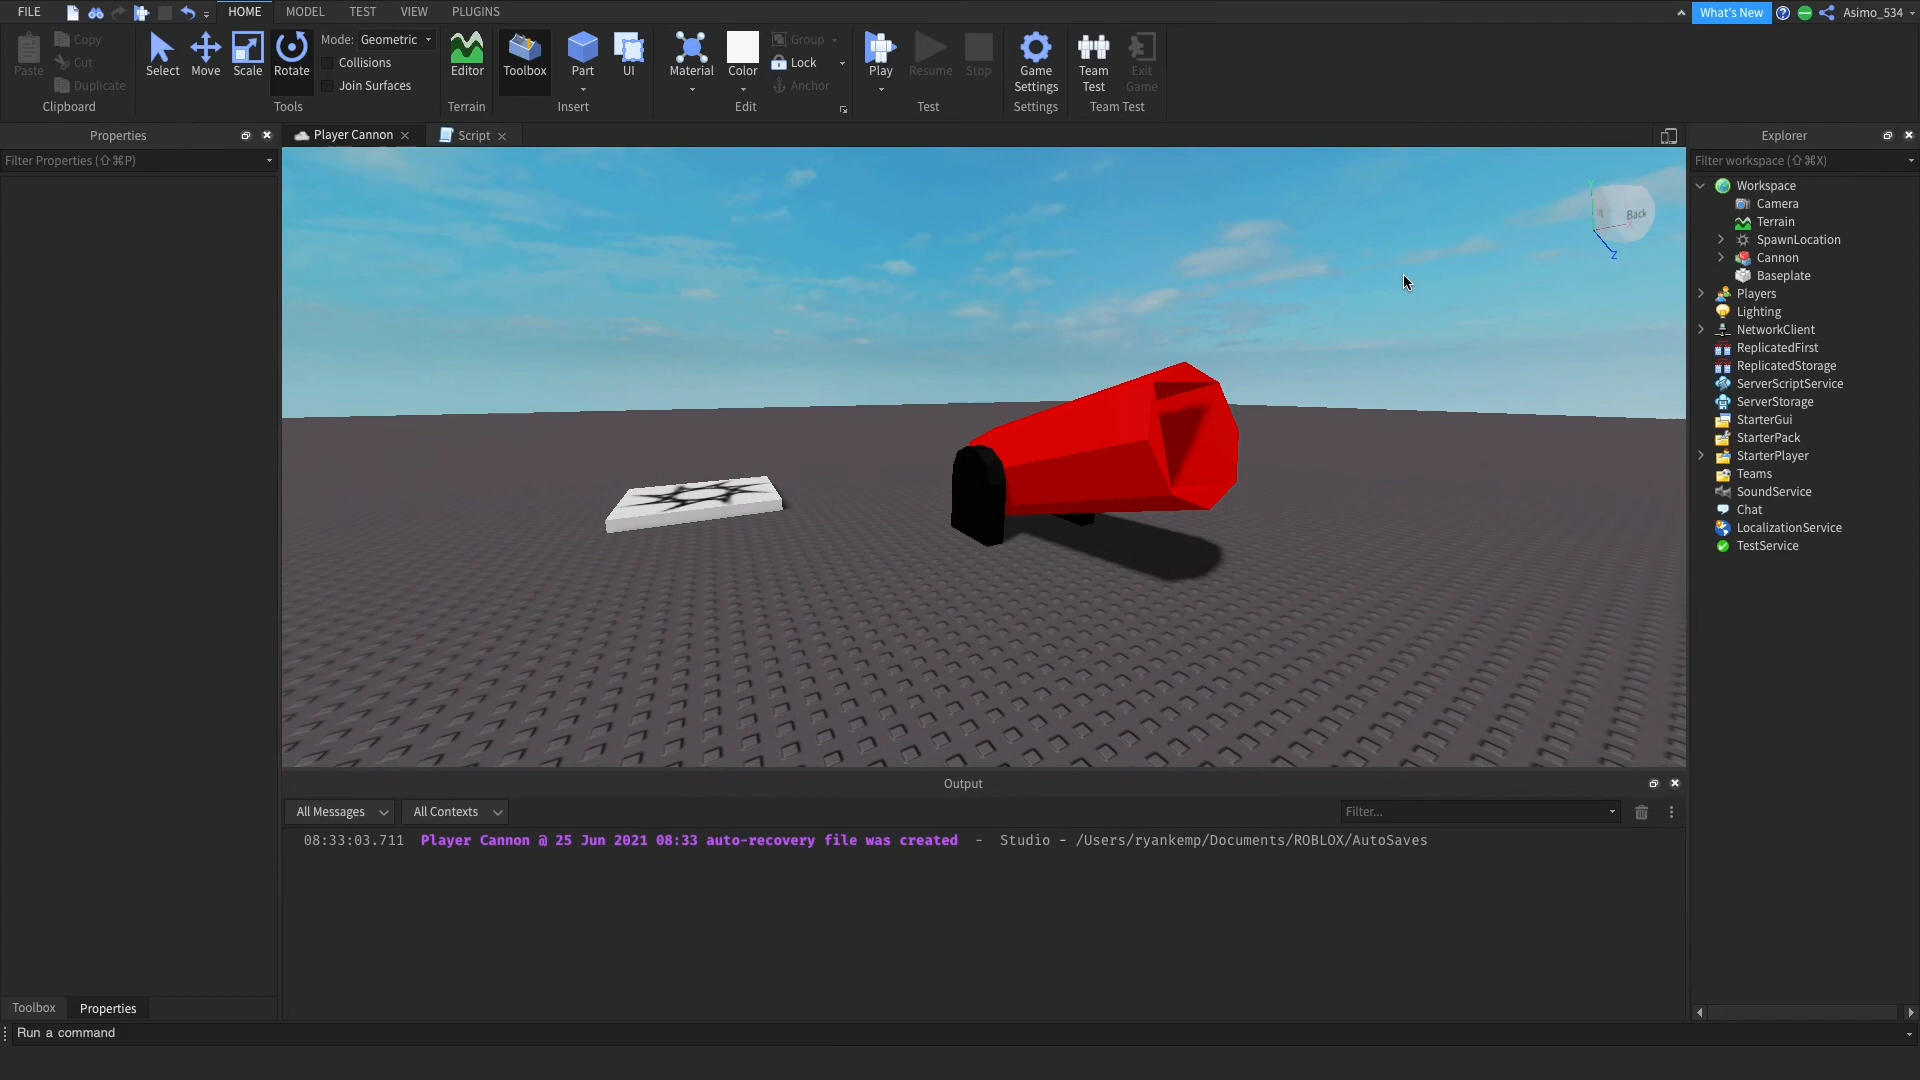 FILE HOME MODEL TEST VIEW PLUGINS What's New Asimo_534
Copy Mode: Geometric Group
Cut Collisions Lock
Paste Select Move Scale Rotate Editor Toolbox Part UI Material Color Play Resume Stop Game Settings Team Test Exit Game
Duplicate Join Surfaces Anchor
Clipboard Tools Terrain Insert Edit Test Settings Team Test
Properties Player Cannon Script Explorer
Filter Properties (⇧⌘P) Filter workspace (⇧⌘X)
Workspace
Camera
Terrain
SpawnLocation
Cannon
Baseplate
Players
Lighting
NetworkClient
ReplicatedFirst
ReplicatedStorage
ServerScriptService
ServerStorage
StarterGui
StarterPack
StarterPlayer
Teams
SoundService
Chat
LocalizationService
TestService
Y
Back
X
Z
Output
All Messages All Contexts Filter...
08:33:03.711 Player Cannon @ 25 Jun 2021 08:33 auto-recovery file was created - Studio - /Users/ryankemp/Documents/ROBLOX/AutoSaves
Toolbox Properties
Run a command